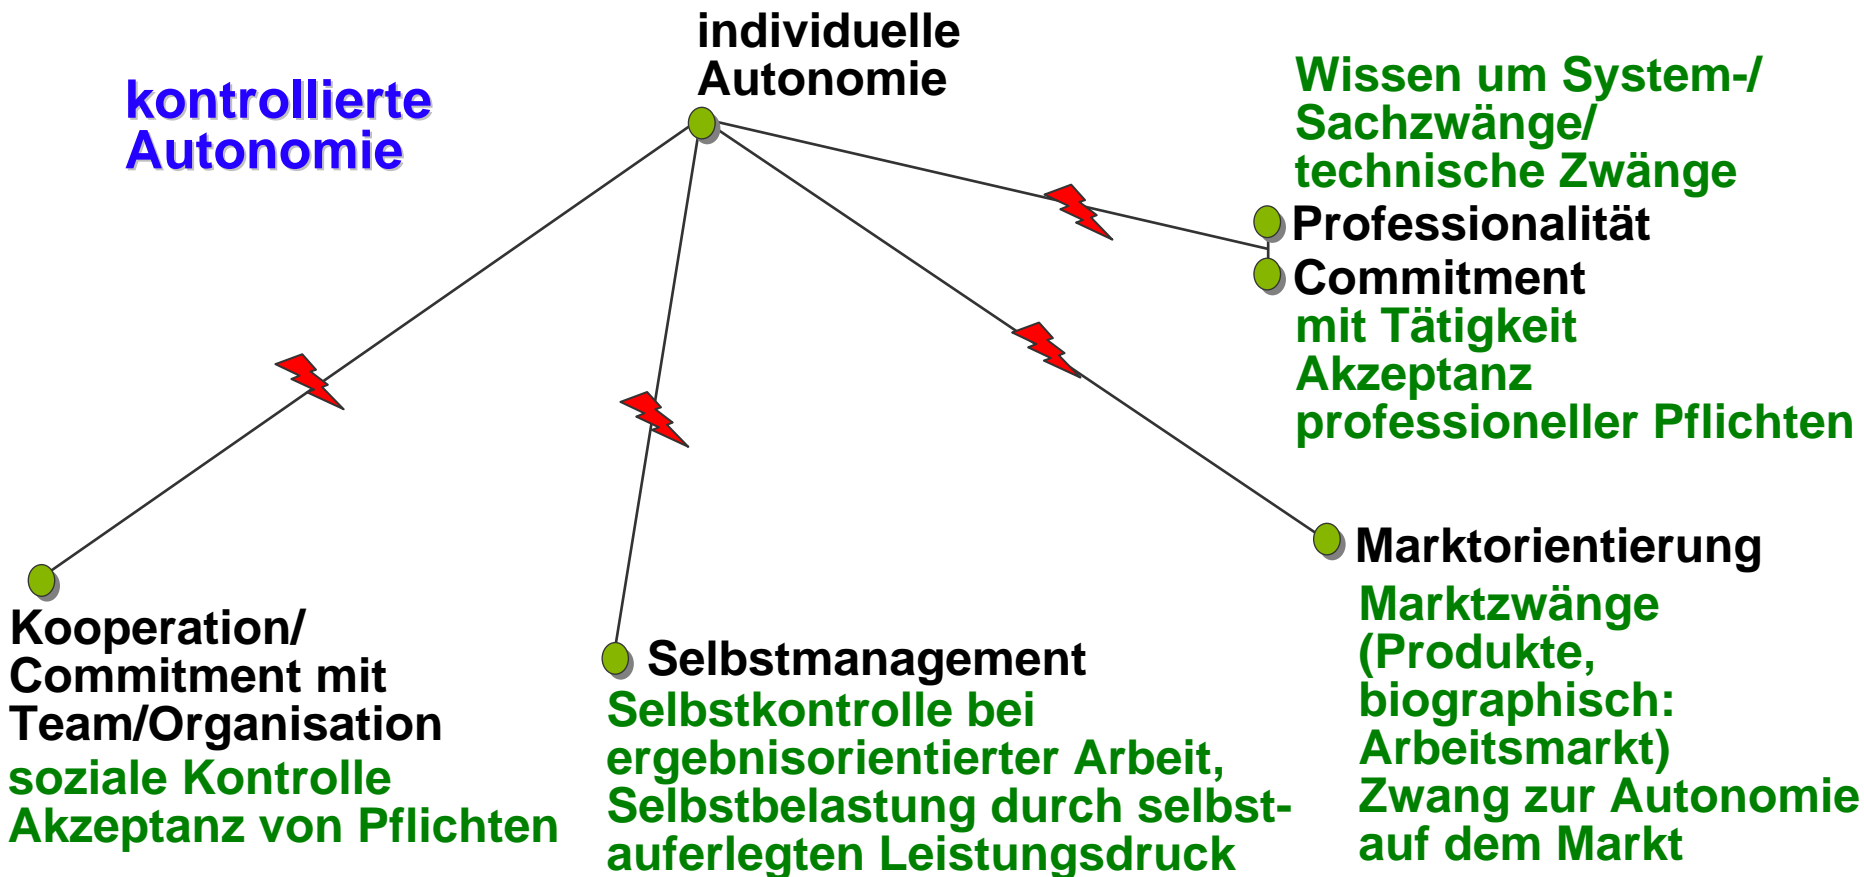 individuelle
Autonomie
kontrollierte
Autonomie
Wissen um System-/
Sachzwänge/
technische Zwänge
Professionalität
Commitment
mit Tätigkeit
Akzeptanz
professioneller Pflichten
Marktorientierung
Marktzwänge
(Produkte,
biographisch:
Arbeitsmarkt)
Zwang zur Autonomie
auf dem Markt
Kooperation/
Commitment mit
Team/Organisation
soziale Kontrolle
Akzeptanz von Pflichten
Selbstmanagement
Selbstkontrolle bei
ergebnisorientierter Arbeit,
Selbstbelastung durch selbst-
auferlegten Leistungsdruck